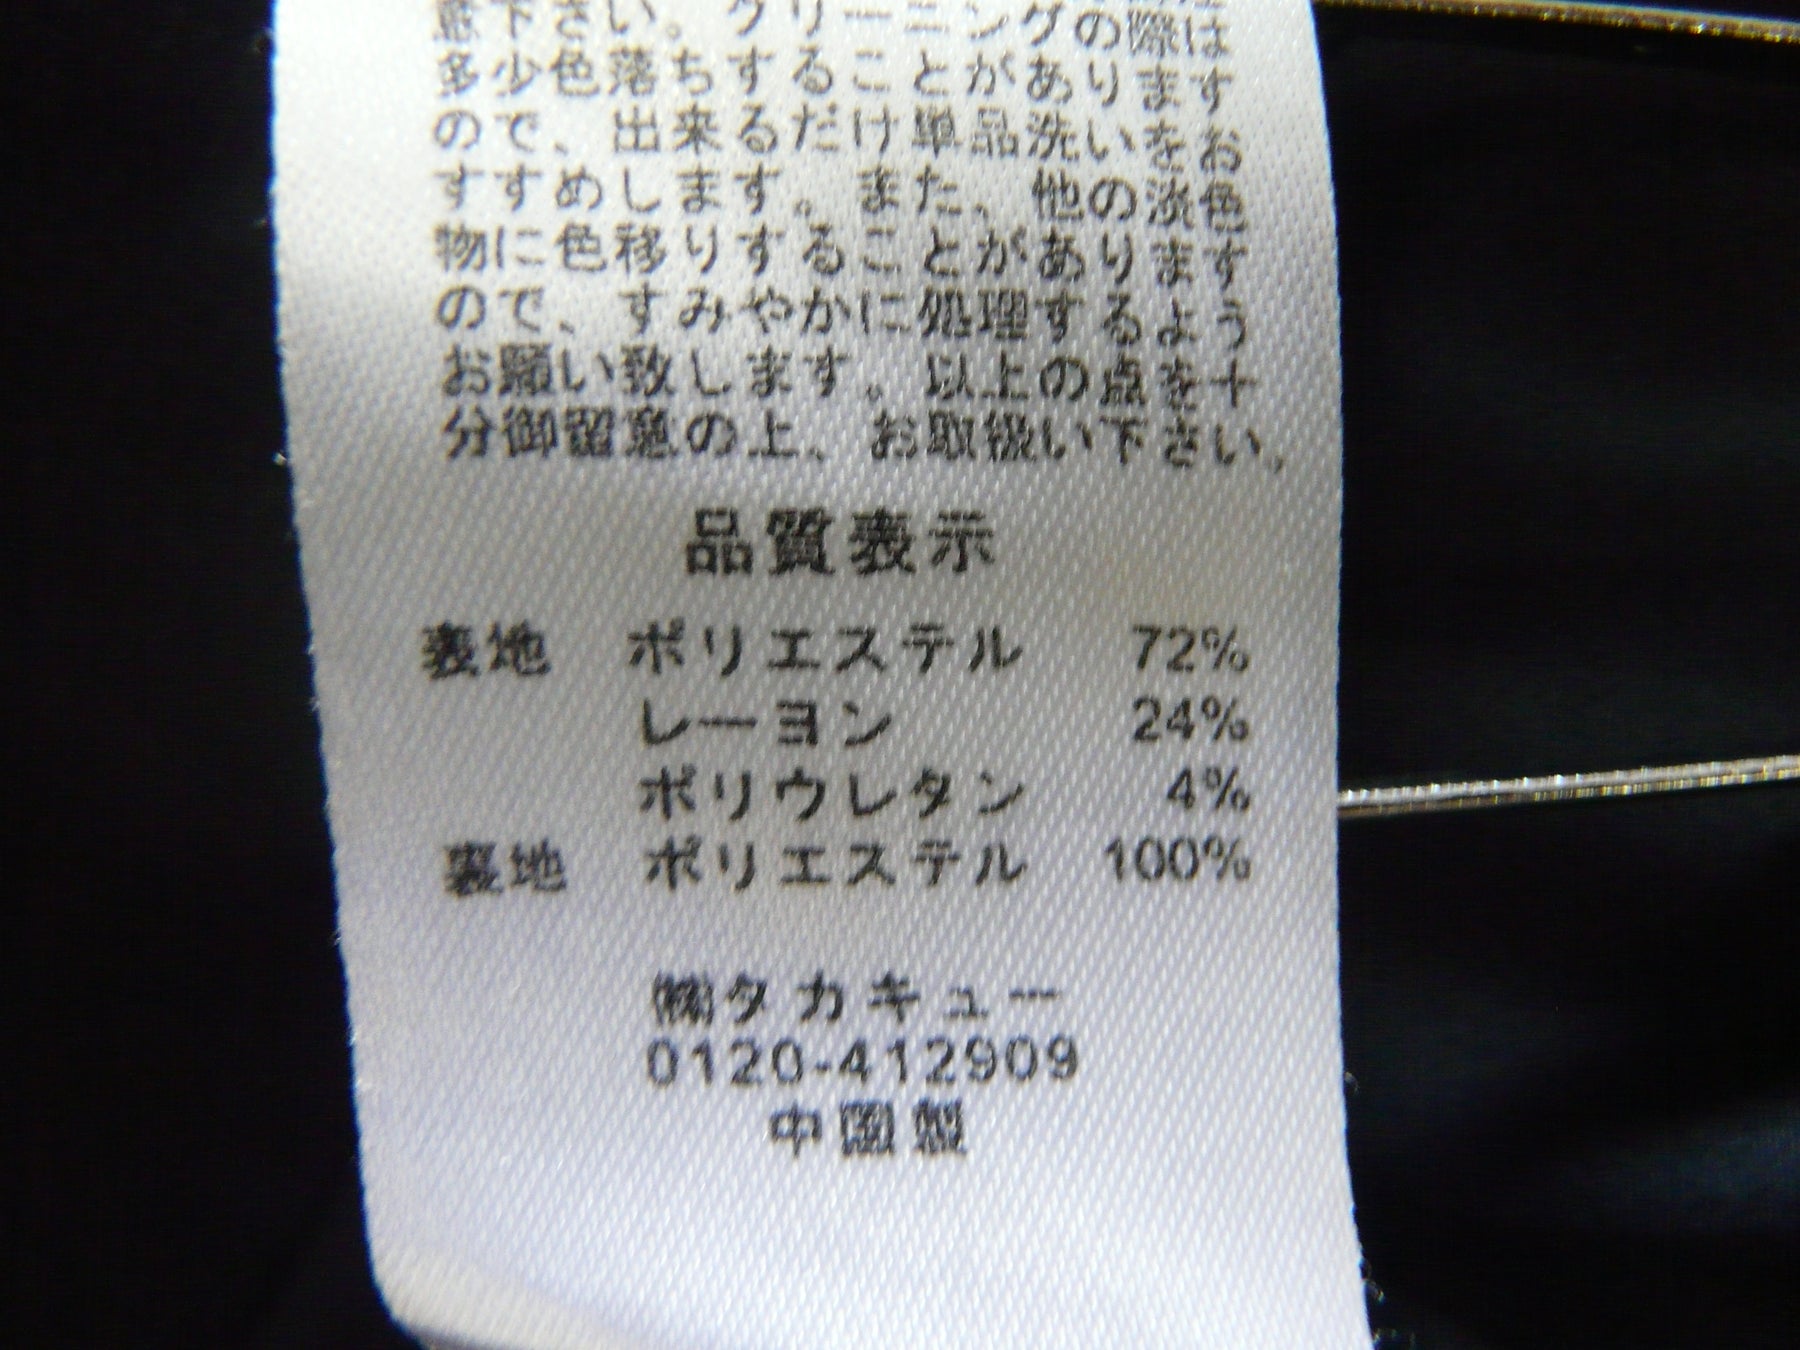 下さい。クリーニングの際は
多少色落ちすることがあります
ので、出来るだけ単品洗いをお
すすめします。また、他の淡色
物に色移りすることがあります
ので、すみやかに処理するよう
お願い致します。以上の点を十
分御留意の上、お取扱い下さい。
品質表示
表地 ポリエステル 72%
レーヨン 24%
ポリウレタン 4%
裏地 ポリエステル 100%
㈱タカキュー
0120-412909
中国製